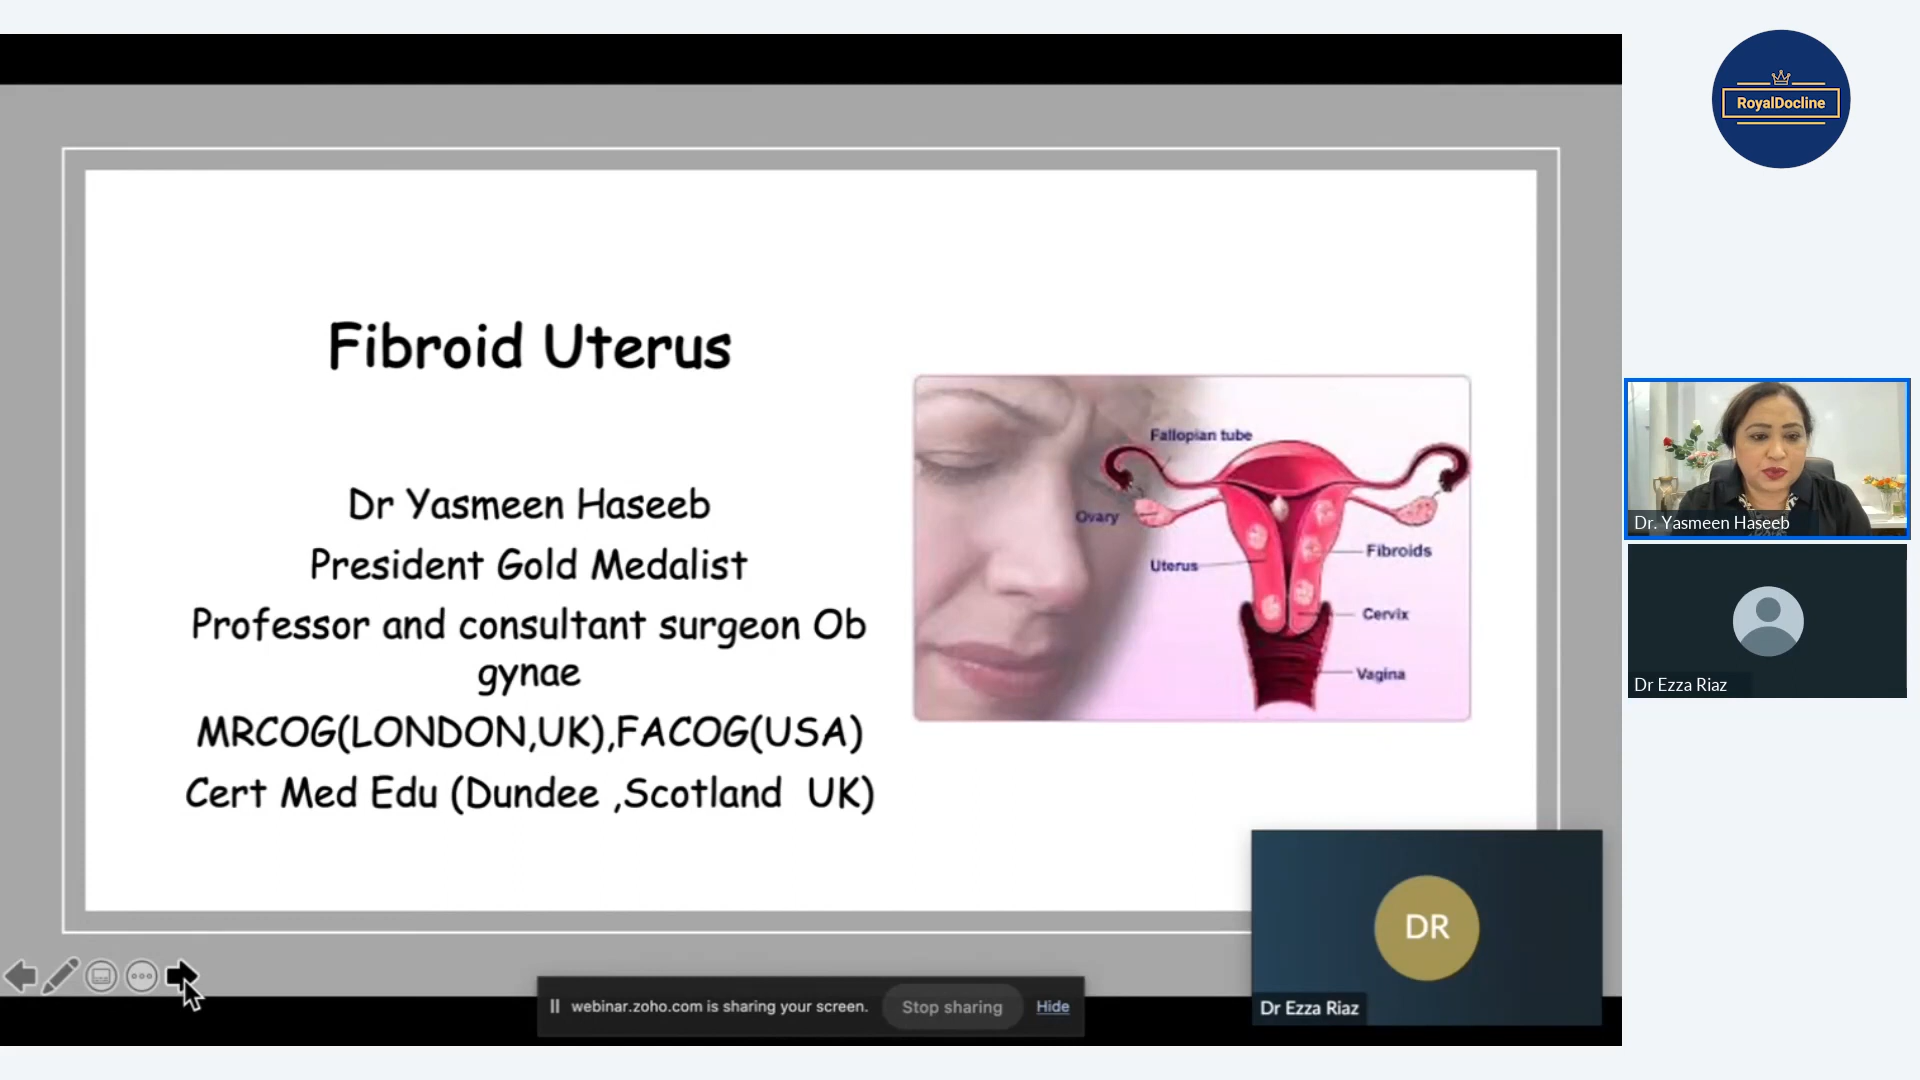 RoyalDocline
Fibroid Uterus
Dr Yasmeen Haseeb
President Gold Medalist
Professor and consultant surgeon Ob
gynae
MRCOG(LONDON,UK),FACOG(USA)
Cert Med Edu (Dundee ,Scotland UK)
Fallopian tube
Ovary
Uterus
Fibroids
Cervix
Vagina
Dr. Yasmeen Haseeb
Dr Ezza Riaz
DR
Dr Ezza Riaz
webinar.zoho.com is sharing your screen.
Stop sharing
Hide